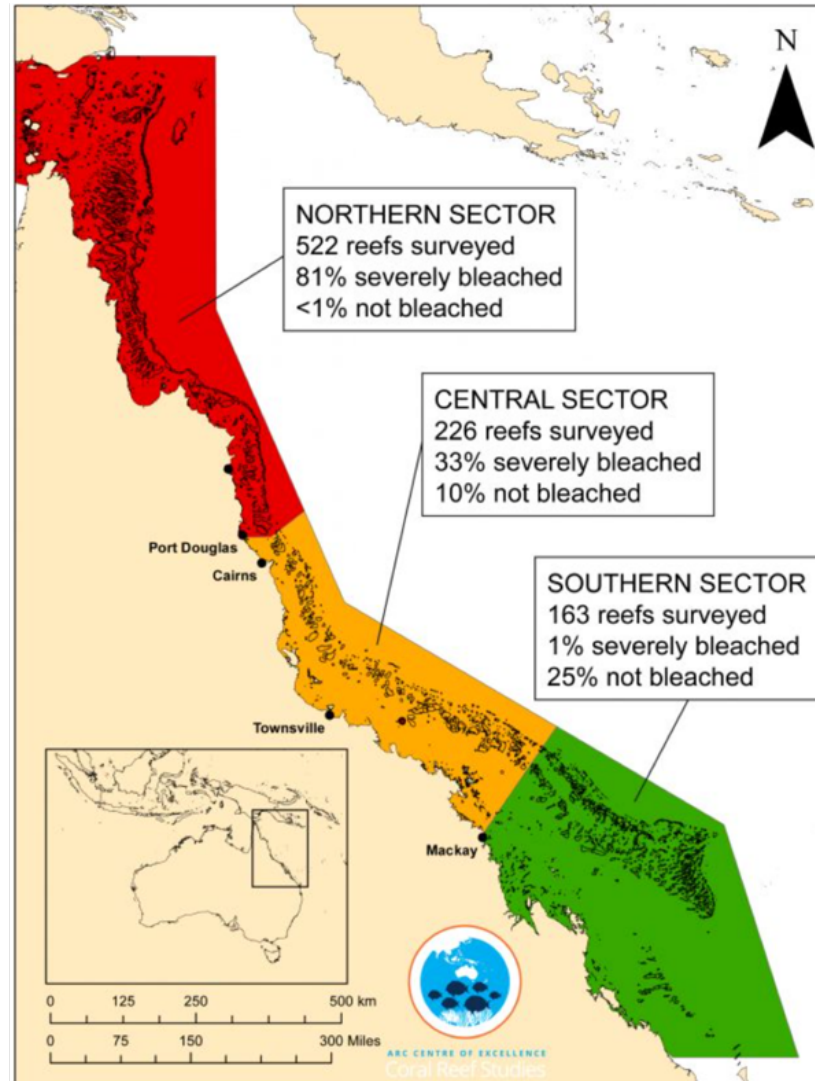 N
NORTHERN SECTOR
522 reefs surveyed
81% severely bleached
<1% not bleached
CENTRAL SECTOR
226 reefs surveyed
33% severely bleached
10% not bleached
Port Douglas
Cairns
SOUTHERN SECTOR
163 reefs surveyed
1% severely bleached
25% not bleached
Townsville
Mackay
0 125 250 500 km
0 75 150 300 Miles
ARC CENTRE OF EXCELLENCE
Coral Reef Studies